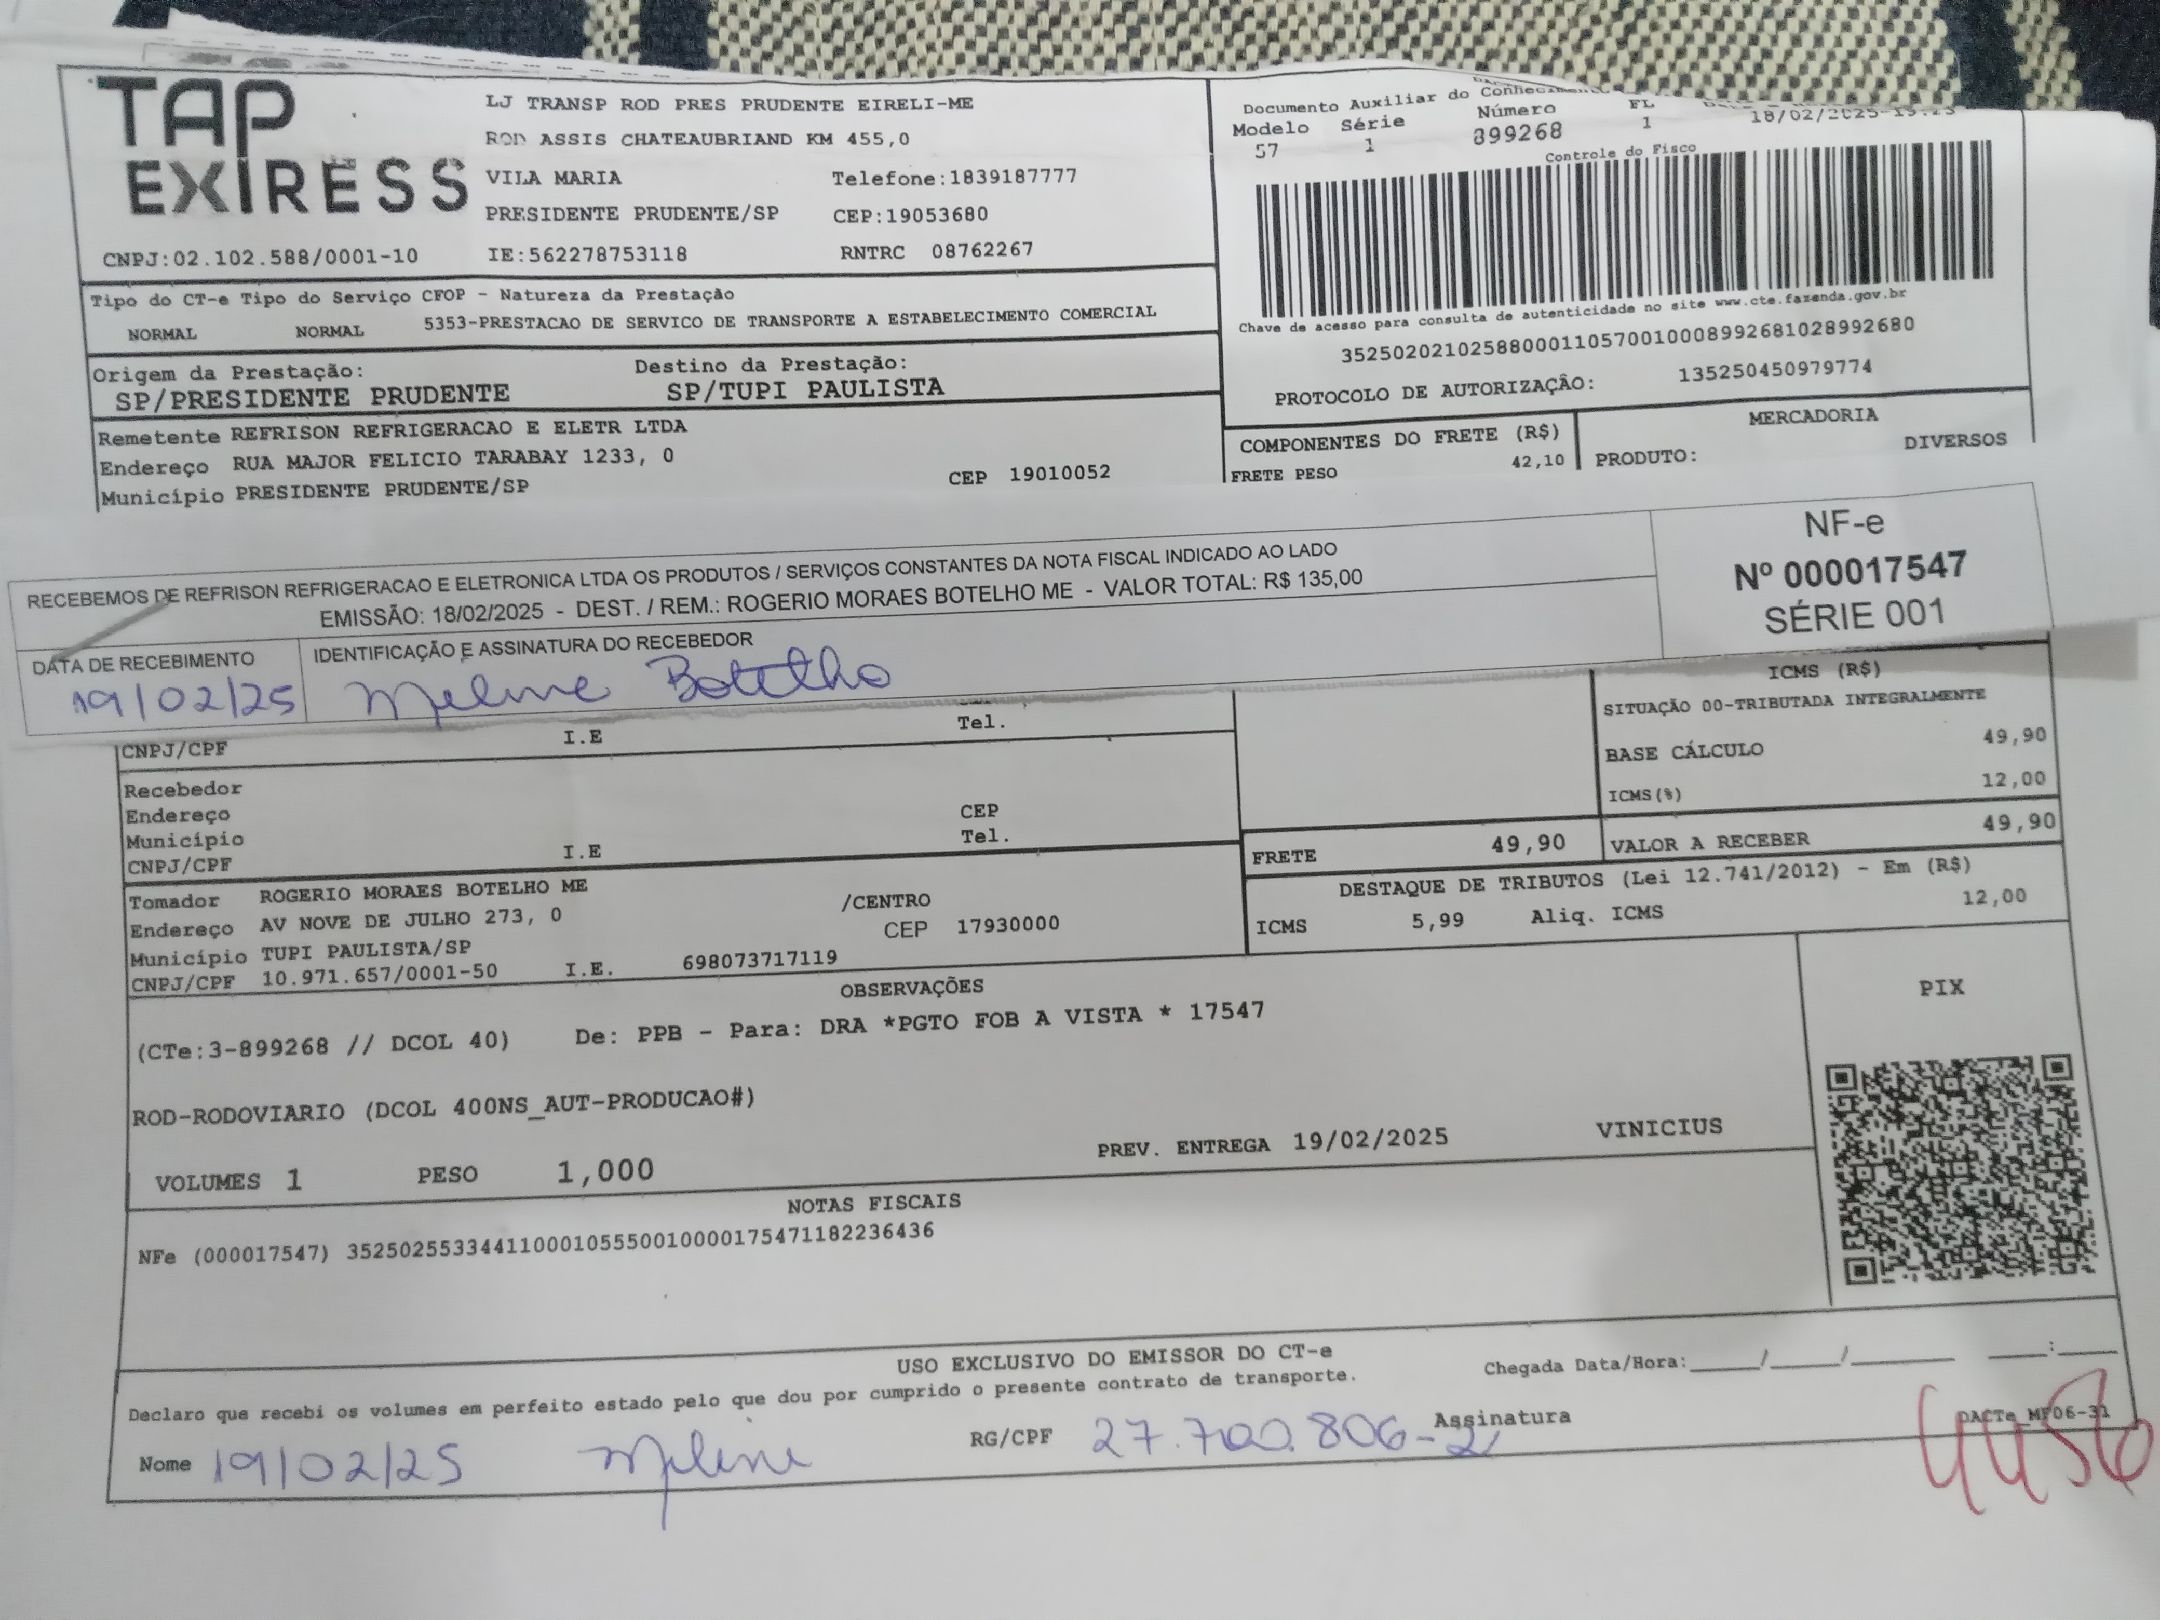 TAP
EXIRESS
LJ TRANSP ROD PRES PRUDENTE EIRELI-ME
ROD ASSIS CHATEAUBRIAND KM 455,0
VILA MARIA Telefone:1839187777
PRESIDENTE PRUDENTE/SP CEP:19053680
CNPJ:02.102.588/0001-10 IE:562278753118 RNTRC 08762267
Documento Auxiliar do
Modelo Série Número FL
57 1 899268 1 18/02/2025
Controle do Fisco
Chave de acesso para consulta de autenticidade no site www.cte.fazenda.gov.br
35250202102588000110570010008992681028992680
PROTOCOLO DE AUTORIZAÇÃO: 135250450979774
Tipo do CT-e Tipo do Serviço CFOP - Natureza da Prestação
NORMAL NORMAL 5353-PRESTACAO DE SERVICO DE TRANSPORTE A ESTABELECIMENTO COMERCIAL
Origem da Prestação: Destino da Prestação:
SP/PRESIDENTE PRUDENTE SP/TUPI PAULISTA
Remetente REFRISON REFRIGERACAO E ELETR LTDA
Endereço RUA MAJOR FELICIO TARABAY 1233, 0
Município PRESIDENTE PRUDENTE/SP CEP 19010052
COMPONENTES DO FRETE (R$) MERCADORIA
FRETE PESO 42,10 PRODUTO: DIVERSOS
RECEBEMOS DE REFRISON REFRIGERACAO E ELETRONICA LTDA OS PRODUTOS / SERVIÇOS CONSTANTES DA NOTA FISCAL INDICADO AO LADO
EMISSÃO: 18/02/2025 - DEST. / REM.: ROGERIO MORAES BOTELHO ME - VALOR TOTAL: R$ 135,00
NF-e
Nº 000017547
SÉRIE 001
DATA DE RECEBIMENTO IDENTIFICAÇÃO E ASSINATURA DO RECEBEDOR
19/02/25 Meline Botelho
CNPJ/CPF I.E Tel.
Recebedor
Endereço CEP
Município Tel.
CNPJ/CPF I.E
ICMS (R$)
SITUAÇÃO 00-TRIBUTADA INTEGRALMENTE
BASE CÁLCULO 49,90
ICMS(%) 12,00
FRETE 49,90 VALOR A RECEBER 49,90
DESTAQUE DE TRIBUTOS (Lei 12.741/2012) - Em (R$)
ICMS 5,99 Aliq. ICMS 12,00
Tomador ROGERIO MORAES BOTELHO ME
Endereço AV NOVE DE JULHO 273, 0 /CENTRO
Município TUPI PAULISTA/SP CEP 17930000
CNPJ/CPF 10.971.657/0001-50 I.E. 698073717119
OBSERVAÇÕES
(CTe:3-899268 // DCOL 40) De: PPB - Para: DRA *PGTO FOB A VISTA * 17547
ROD-RODOVIARIO (DCOL 400NS_AUT-PRODUCAO#)
PREV. ENTREGA 19/02/2025 VINICIUS
VOLUMES 1 PESO 1,000
PIX
NOTAS FISCAIS
NFe (000017547) 35250255334411000105550010000175471182236436
USO EXCLUSIVO DO EMISSOR DO CT-e
Declaro que recebi os volumes em perfeito estado pelo que dou por cumprido o presente contrato de transporte.
Chegada Data/Hora:_____/_____/_______ ___:____
Nome 19/02/25 Meline RG/CPF 27.700.806-2 Assinatura
DACTe_MF06-31
4456